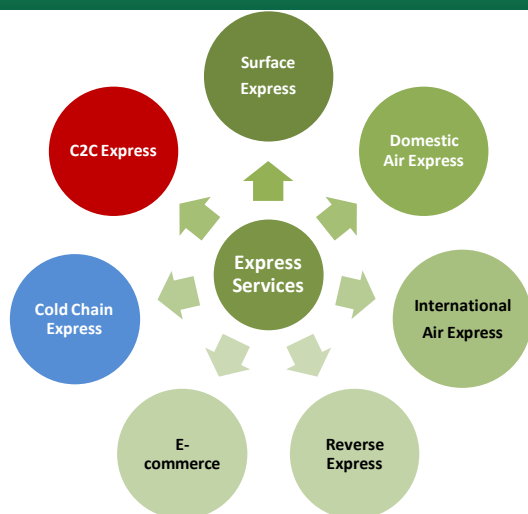 Surface
Express
C2C Express
Domestic
Air Express
Express
Services
Cold Chain
Express
International
Air Express
E-
commerce
Reverse
Express